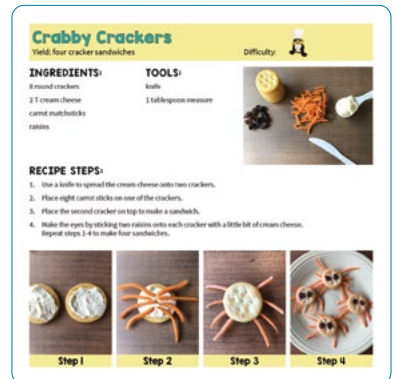 Crabby Crackers
Yield: four cracker sandwiches
Difficulty:
INGREDIENTS:
8 round crackers
2 T cream cheese
carrot matchsticks
raisins
TOOLS:
knife
1 tablespoon measure
RECIPE STEPS:
1. Use a knife to spread the cream cheese onto two crackers.
2. Place eight carrot sticks on one of the crackers.
3. Place the second cracker on top to make a sandwich.
4. Make the eyes by sticking two raisins onto each cracker with a little bit of cream cheese.
Repeat steps 1-4 to make four sandwiches.
Step 1
Step 2
Step 3
Step 4